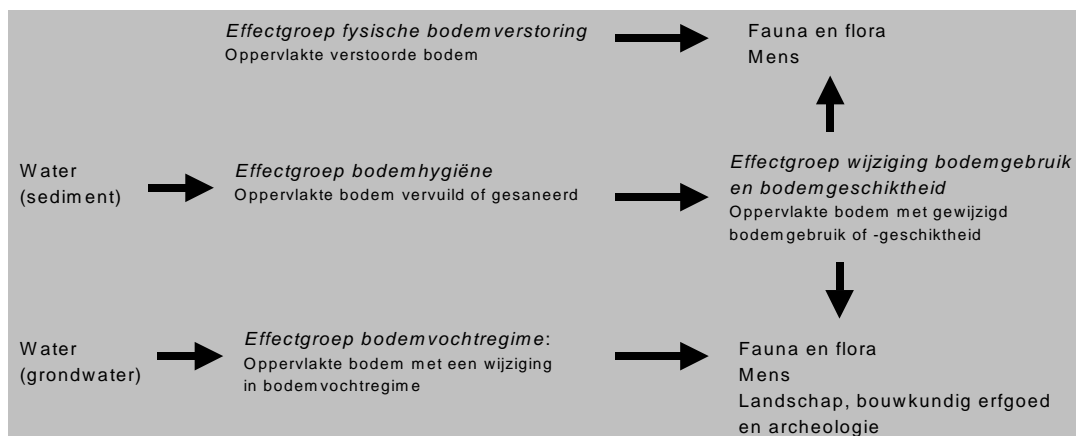 Effectgroep fysische bodemverstoring
Oppervlakte verstoorde bodem
Fauna en flora
Mens
Water
(sediment)
Effectgroep bodemhygiëne
Oppervlakte bodem vervuild of gesaneerd
Effectgroep wijziging bodemgebruik
en bodemgeschiktheid
Oppervlakte bodem met gewijzigd
bodemgebruik of -geschiktheid
Water
(grondwater)
Effectgroep bodemvochtregime:
Oppervlakte bodem met een wijziging
in bodemvochtregime
Fauna en flora
Mens
Landschap, bouwkundig erfgoed
en archeologie